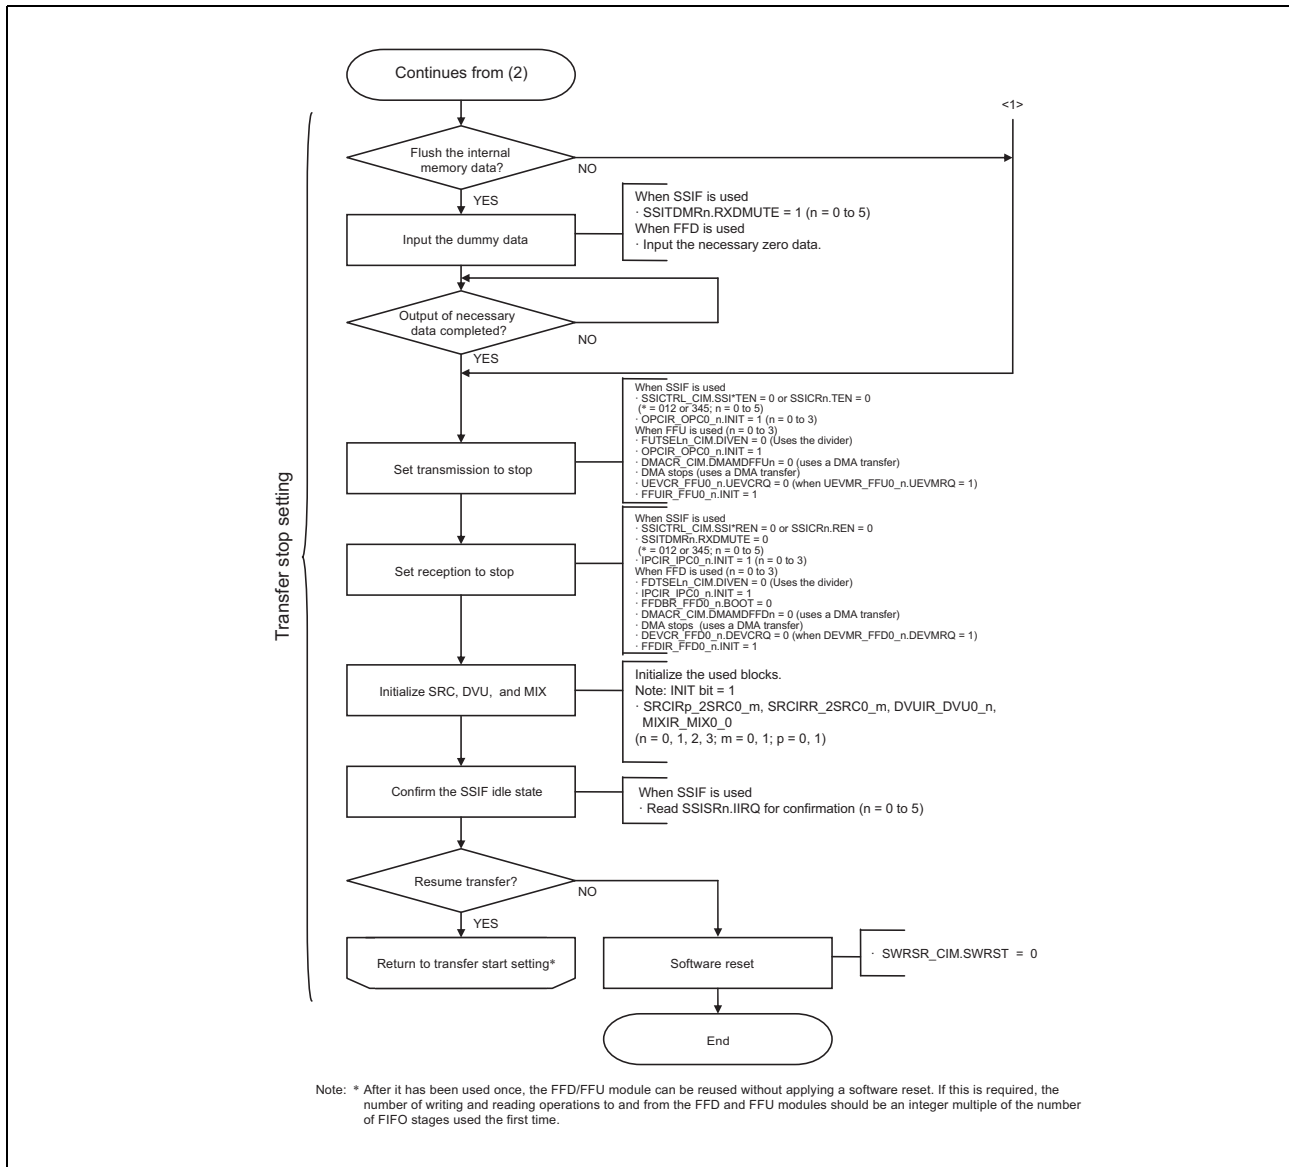 Continues from (2)
<1>
Flush the internal
memory data?
NO
YES
When SSIF is used
· SSITDMRn.RXDMUTE = 1 (n = 0 to 5)
When FFD is used
· Input the necessary zero data.
Input the dummy data
Output of necessary
data completed?
NO
YES
When SSIF is used
· SSICTRL_CIM.SSI*TEN = 0 or SSICRn.TEN = 0
(* = 012 or 345; n = 0 to 5)
· OPCIR_OPC0_n.INIT = 1 (n = 0 to 3)
When FFU is used (n = 0 to 3)
· FUTSELn_CIM.DIVEN = 0 (Uses the divider)
· OPCIR_OPC0_n.INIT = 1
· DMACR_CIM.DMAMDFFUn = 0 (uses a DMA transfer)
· DMA stops (uses a DMA transfer)
· UEVCR_FFU0_n.UEVCRQ = 0 (when UEVMR_FFU0_n.UEVMRQ = 1)
· FFUIR_FFU0_n.INIT = 1
Set transmission to stop
Transfer stop setting
When SSIF is used
· SSICTRL_CIM.SSI*REN = 0 or SSICRn.REN = 0
· SSITDMRn.RXDMUTE = 0
(* = 012 or 345; n = 0 to 5)
· IPCIR_IPC0_n.INIT = 1 (n = 0 to 3)
When FFD is used (n = 0 to 3)
· FDTSELn_CIM.DIVEN = 0 (Uses the divider)
· IPCIR_IPC0_n.INIT = 1
· FFDBR_FFD0_n.BOOT = 0
· DMACR_CIM.DMAMDFFDn = 0 (uses a DMA transfer)
· DMA stops (uses a DMA transfer)
· DEVCR_FFD0_n.DEVCRQ = 0 (when DEVMR_FFD0_n.DEVMRQ = 1)
· FFDIR_FFD0_n.INIT = 1
Set reception to stop
Initialize SRC, DVU, and MIX
Initialize the used blocks.
Note: INIT bit = 1
· SRCIRp_2SRC0_m, SRCIRR_2SRC0_m, DVUIR_DVU0_n,
MIXIR_MIX0_0
(n = 0, 1, 2, 3; m = 0, 1; p = 0, 1)
Confirm the SSIF idle state
When SSIF is used
· Read SSISRn.IIRQ for confirmation (n = 0 to 5)
Resume transfer?
NO
YES
Return to transfer start setting*
Software reset
· SWRSR_CIM.SWRST = 0
End
Note: * After it has been used once, the FFD/FFU module can be reused without applying a software reset. If this is required, the
number of writing and reading operations to and from the FFD and FFU modules should be an integer multiple of the number
of FIFO stages used the first time.